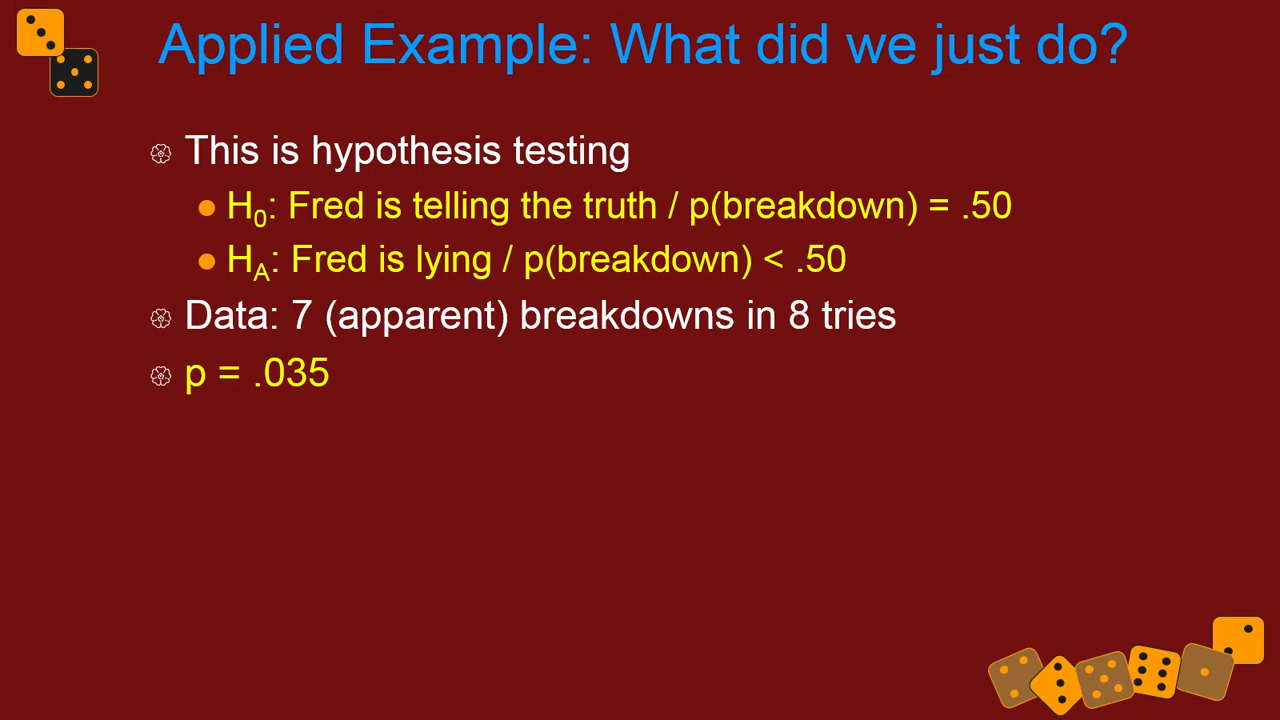 Applied Example: What did we just do?
This is hypothesis testing
H0: Fred is telling the truth / p(breakdown) = .50
HA: Fred is lying / p(breakdown) < .50
Data: 7 (apparent) breakdowns in 8 tries
p = .035